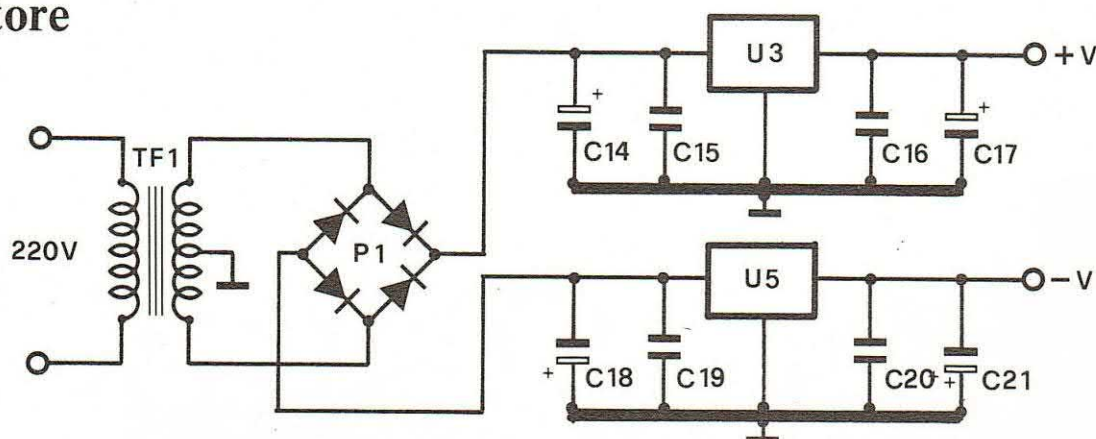 tore
U3
+V
+
+
C14
C15
C16
C17
TF1
220V
P1
U5
-V
+
C18
C19
C20
+
C21